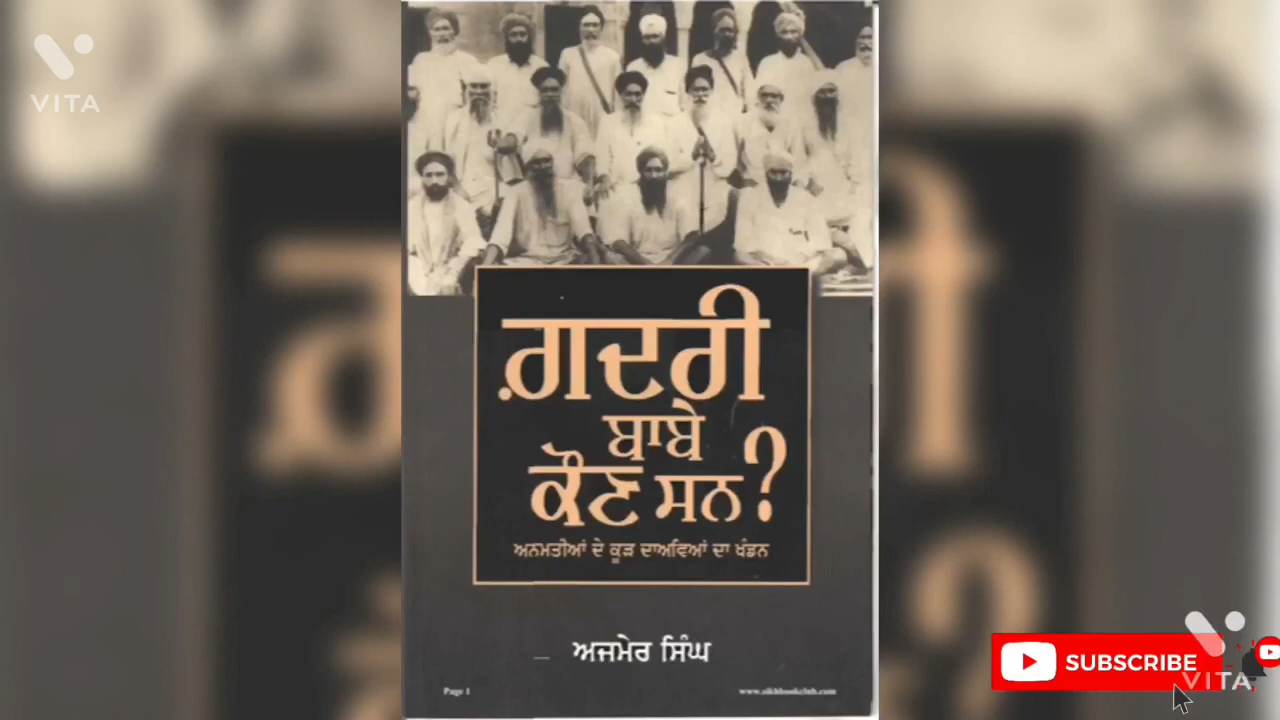 VITA
ਗ਼ਦਰੀ
ਬਾਬੇ
ਕੌਣ ਸਨ?
ਅਨਮਤੀਆਂ ਦੇ ਕੂੜ ਦਾਅਵਿਆਂ ਦਾ ਖੰਡਨ
ਅਜਮੇਰ ਸਿੰਘ
Page 1
www.sikhbookclub.com
SUBSCRIBE
VITA